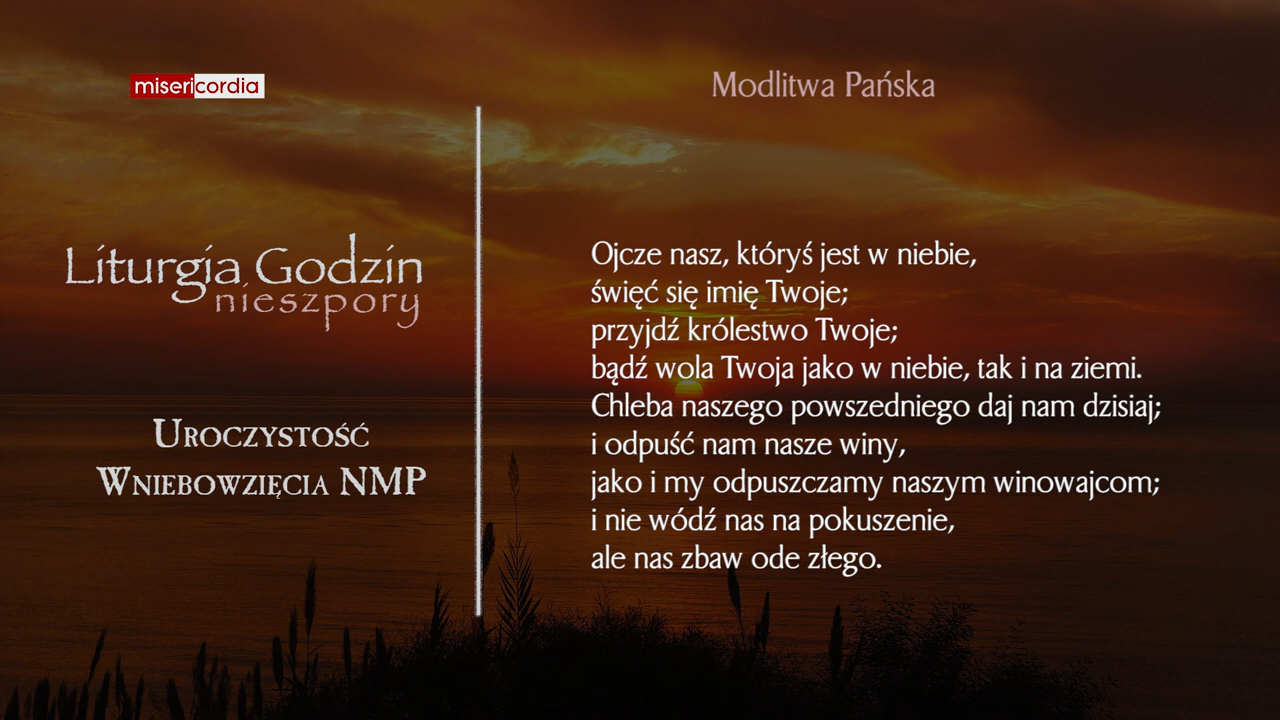 misericordia
Liturgia Godzin
nieszpory
Uroczystość
Wniebowzięcia NMP
Modlitwa Pańska
Ojcze nasz, któryś jest w niebie,
święć się imię Twoje;
przyjdź królestwo Twoje;
bądź wola Twoja jako w niebie, tak i na ziemi.
Chleba naszego powszedniego daj nam dzisiaj;
i odpuść nam nasze winy,
jako i my odpuszczamy naszym winowajcom;
i nie wódź nas na pokuszenie,
ale nas zbaw ode złego.